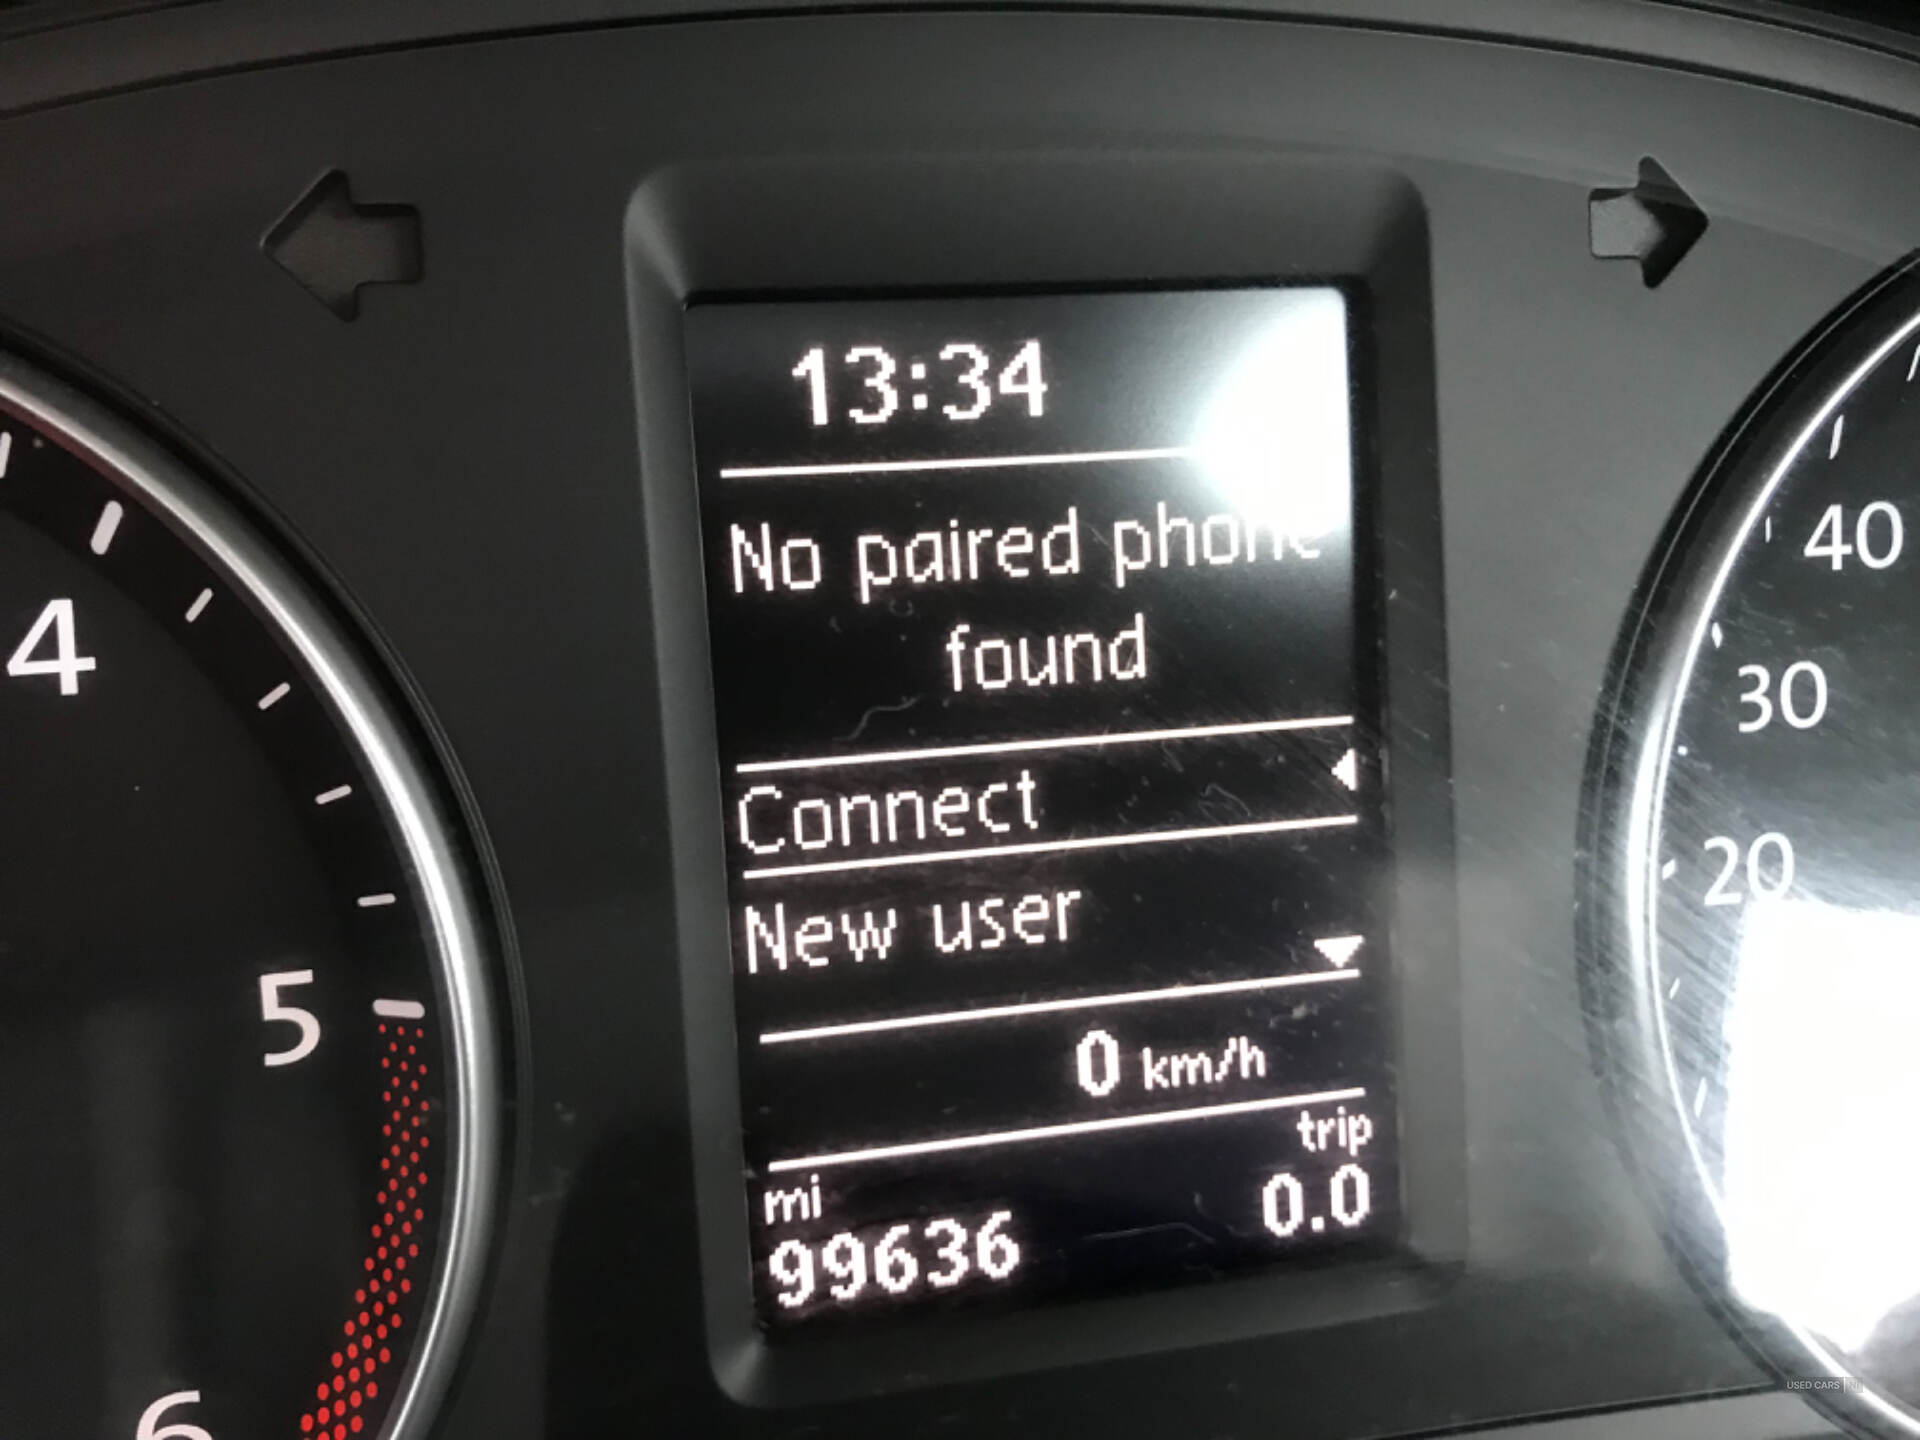 13:34
No paired phone
found
Connect
New user
0 km/h
trip
mi
0.0
99636
4
5
6
40
30
20
USED CARS NI